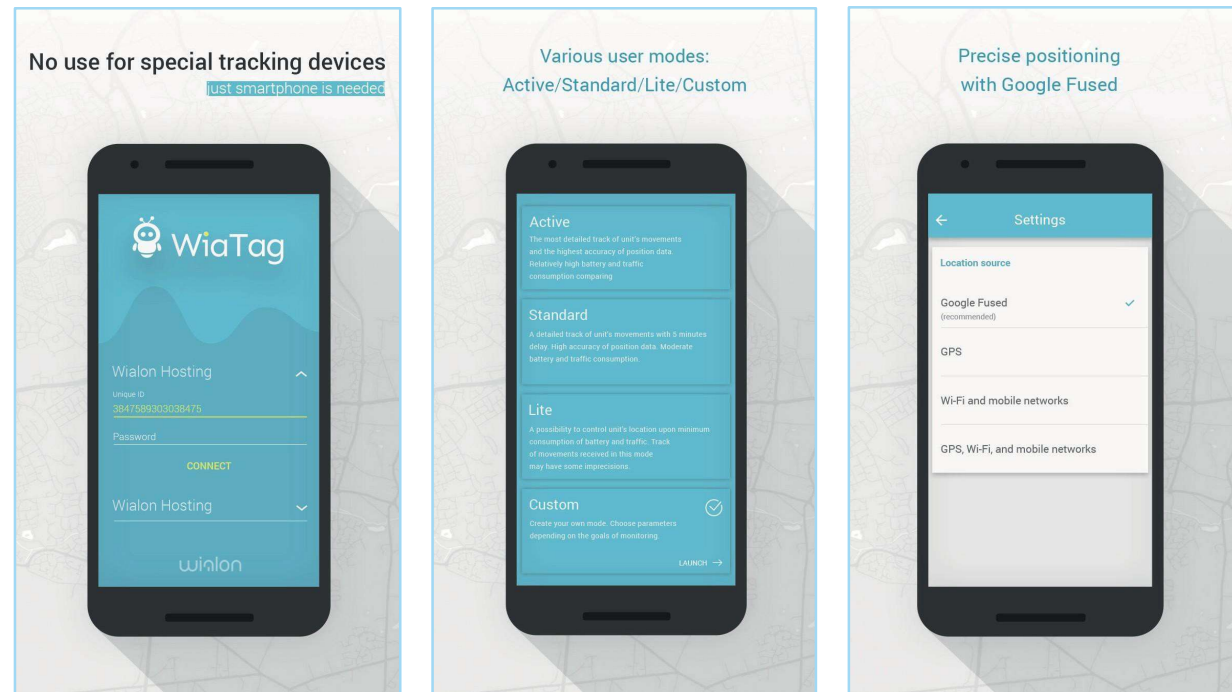 No use for special tracking devices
just smartphone is needed
WiaTag
Wialon Hosting
Unique ID
3847589303038475
Password
CONNECT
Wialon Hosting
wialon
Various user modes:
Active/Standard/Lite/Custom
Active
The most detailed track of unit's movements
and the highest accuracy of position data.
Relatively high battery and traffic
consumption comparing
Standard
A detailed track of unit's movements with 5 minutes
delay. High accuracy of position data. Moderate
battery and traffic consumption.
Lite
A possibility to control unit's location upon minimum
consumption of battery and traffic. Track
of movements received in this mode
may have some imprecisions.
Custom
Create your own mode. Choose parameters
depending on the goals of monitoring.
LAUNCH →
Precise positioning
with Google Fused
Settings
Location source
Google Fused
(recommended)
GPS
Wi-Fi and mobile networks
GPS, Wi-Fi, and mobile networks